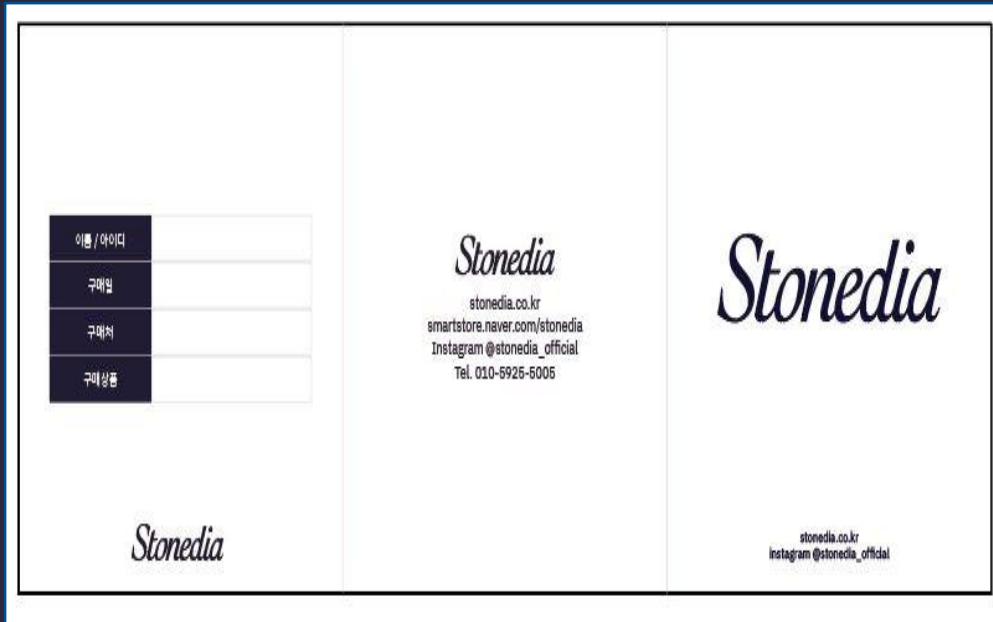 이름 / 아이디
구매일
구매처
구매상품
Stonedia
Stonedia
stonedia.co.kr
smartstore.naver.com/stonedia
Instagram @stonedia_official
Tel. 010-5925-5005
Stonedia
stonedia.co.kr
instagram @stonedia_official